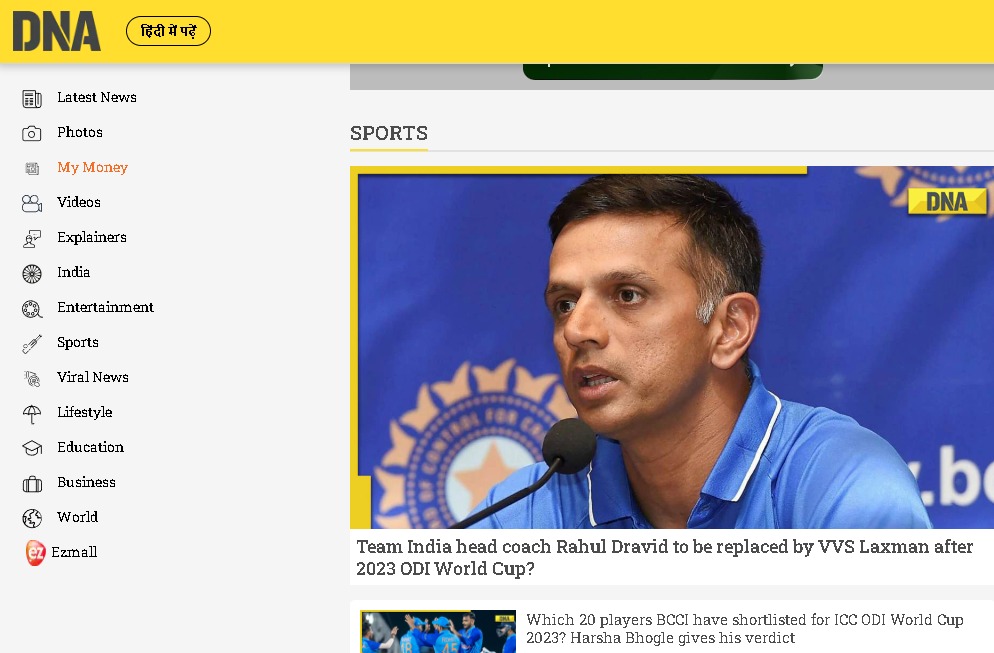 DNA
हिंदी में पढ़ें
Latest News
Photos
My Money
Videos
Explainers
India
Entertainment
Sports
Viral News
Lifestyle
Education
Business
World
ez Ezmall
SPORTS
DNA
Team India head coach Rahul Dravid to be replaced by VVS Laxman after
2023 ODI World Cup?
Which 20 players BCCI have shortlisted for ICC ODI World Cup
2023? Harsha Bhogle gives his verdict